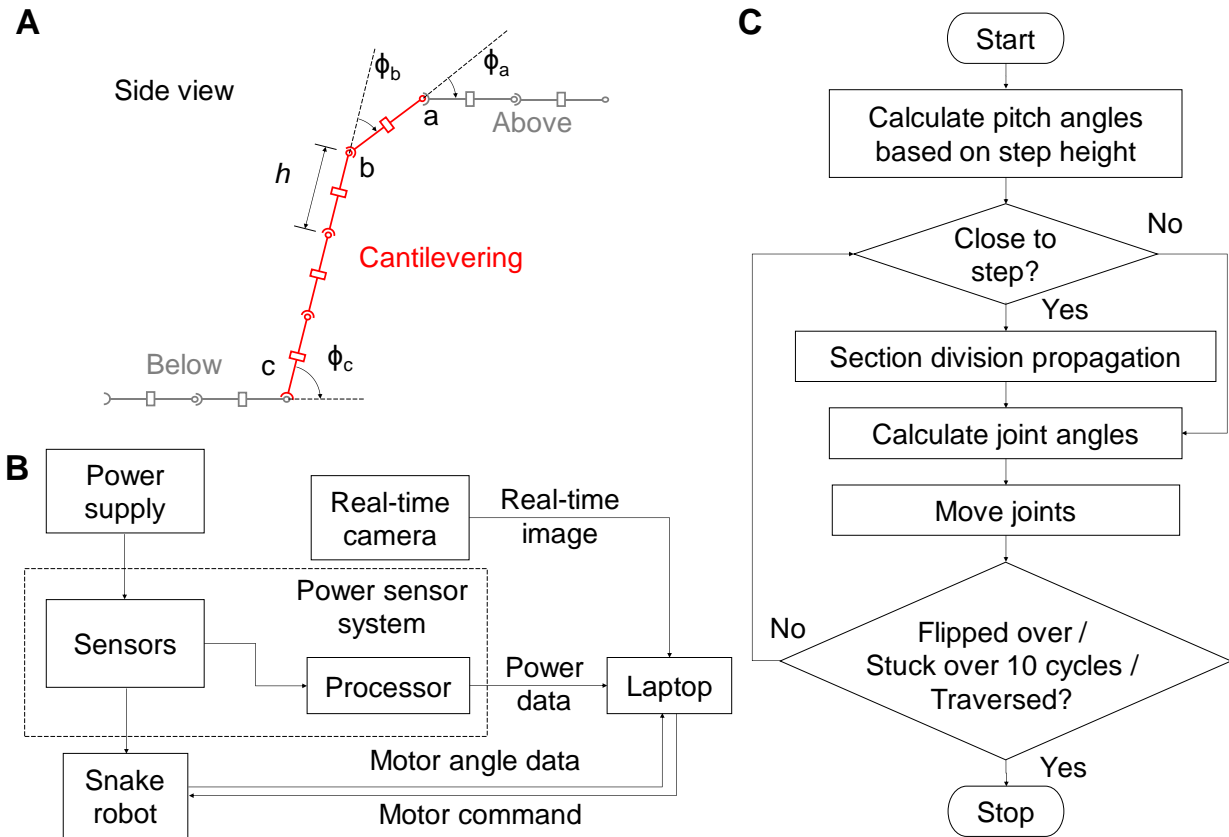 A
Side view
ϕb
ϕa
a
Above
b
h
Cantilevering
Below
c
ϕc
B
Power
supply
Real-time
camera
Real-time
image
Power sensor
system
Sensors
Processor
Power
data
Laptop
Snake
robot
Motor angle data
Motor command
C
Start
Calculate pitch angles
based on step height
Close to
step?
No
Yes
Section division propagation
Calculate joint angles
Move joints
No
Flipped over /
Stuck over 10 cycles /
Traversed?
Yes
Stop